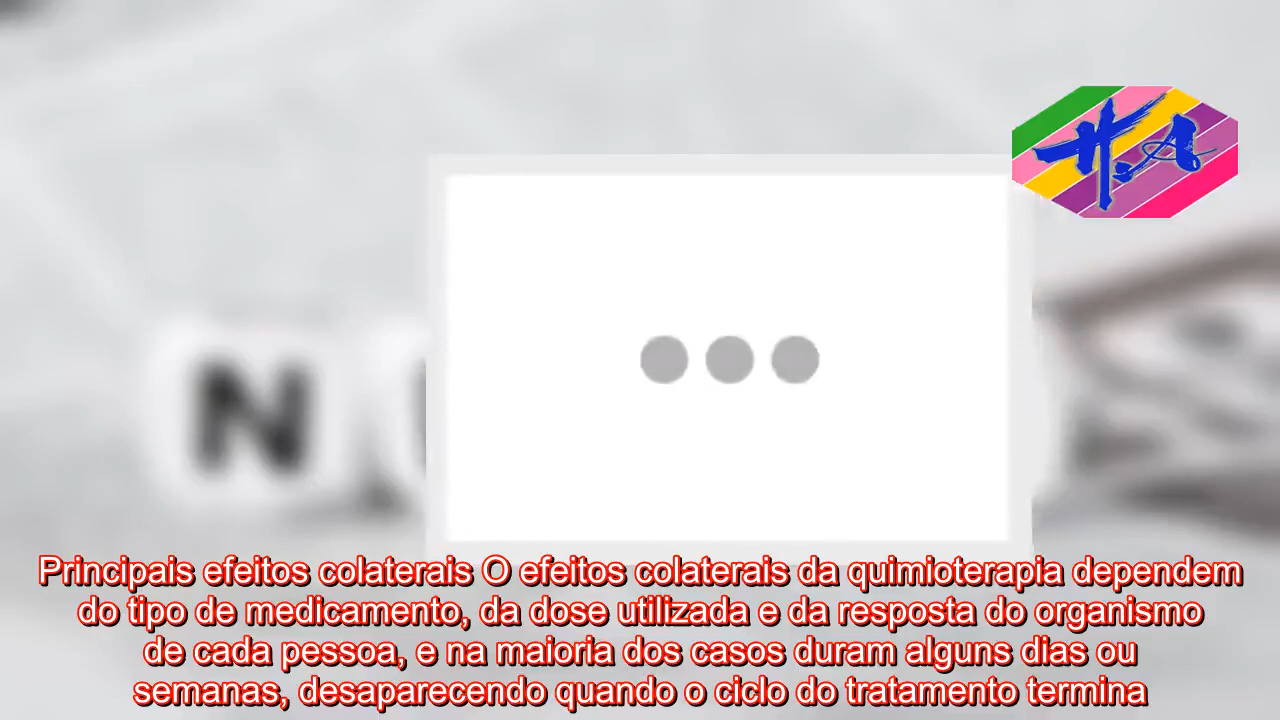 H.A
N
Principais efeitos colaterais O efeitos colaterais da quimioterapia dependem
do tipo de medicamento, da dose utilizada e da resposta do organismo
de cada pessoa, e na maioria dos casos duram alguns dias ou
semanas, desaparecendo quando o ciclo do tratamento termina